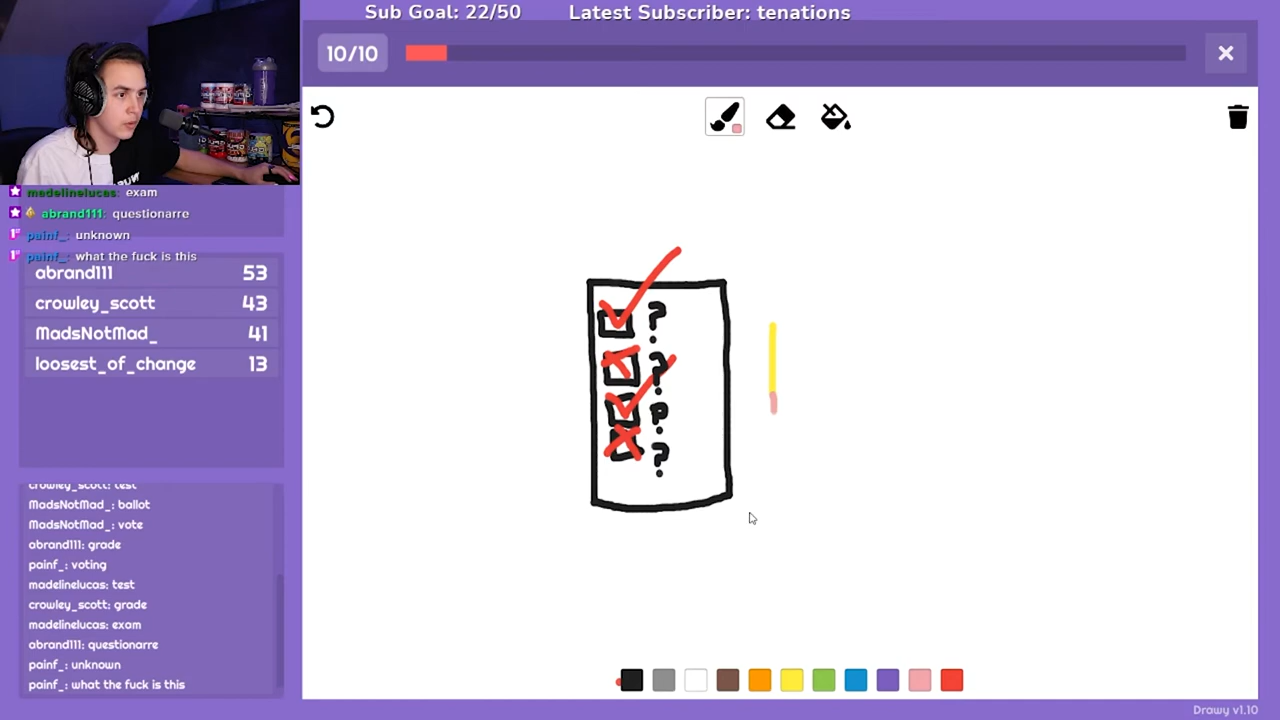 Sub Goal: 22/50
Latest Subscriber: tenations
10/10
madelinelucas: exam
abrand111: questionarre
painf_: unknown
painf_: what the fuck is this
abrand111 53
crowley_scott 43
MadsNotMad_ 41
loosest_of_change 13
?
?
?
?
crowley_scott: test
MadsNotMad_: ballot
MadsNotMad_: vote
abrand111: grade
painf_: voting
madelinelucas: test
crowley_scott: grade
madelinelucas: exam
abrand111: questionarre
painf_: unknown
painf_: what the fuck is this
Drawy v1.10